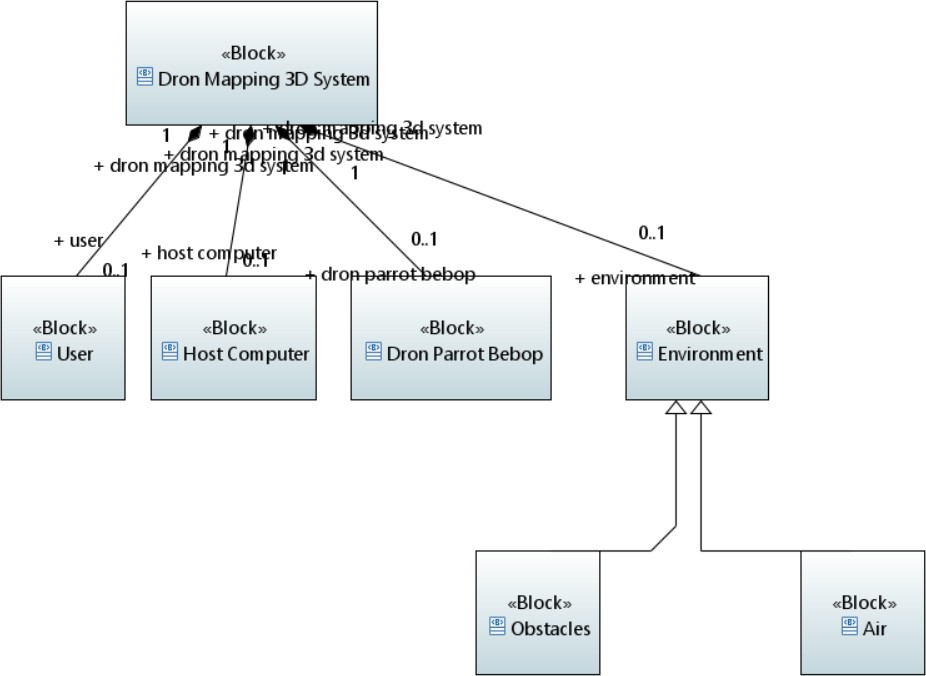 «Block»
Dron Mapping 3D System
+ dron mapping 3d system
1
+ dron mapping 3d system
1
+ dron mapping 3d system
+ dron mapping 3d system
1
1
+ user
0..1
0..1
+ host computer
0..1
0..1
+ dron parrot bebop
+ environment
«Block»
User
«Block»
Host Computer
«Block»
Dron Parrot Bebop
«Block»
Environment
«Block»
Obstacles
«Block»
Air